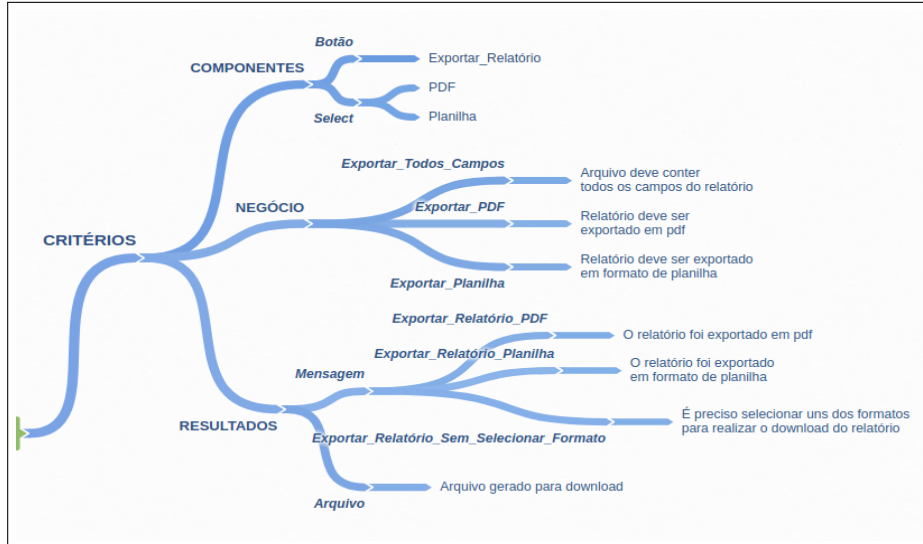 CRITÉRIOS
COMPONENTES
Botão
Exportar_Relatório
Select
PDF
Planilha
NEGÓCIO
Exportar_Todos_Campos
Arquivo deve conter
todos os campos do relatório
Exportar_PDF
Relatório deve ser
exportado em pdf
Exportar_Planilha
Relatório deve ser exportado
em formato de planilha
RESULTADOS
Mensagem
Exportar_Relatório_PDF
O relatório foi exportado em pdf
Exportar_Relatório_Planilha
O relatório foi exportado
em formato de planilha
Exportar_Relatório_Sem_Selecionar_Formato
É preciso selecionar uns dos formatos
para realizar o download do relatório
Arquivo
Arquivo gerado para download